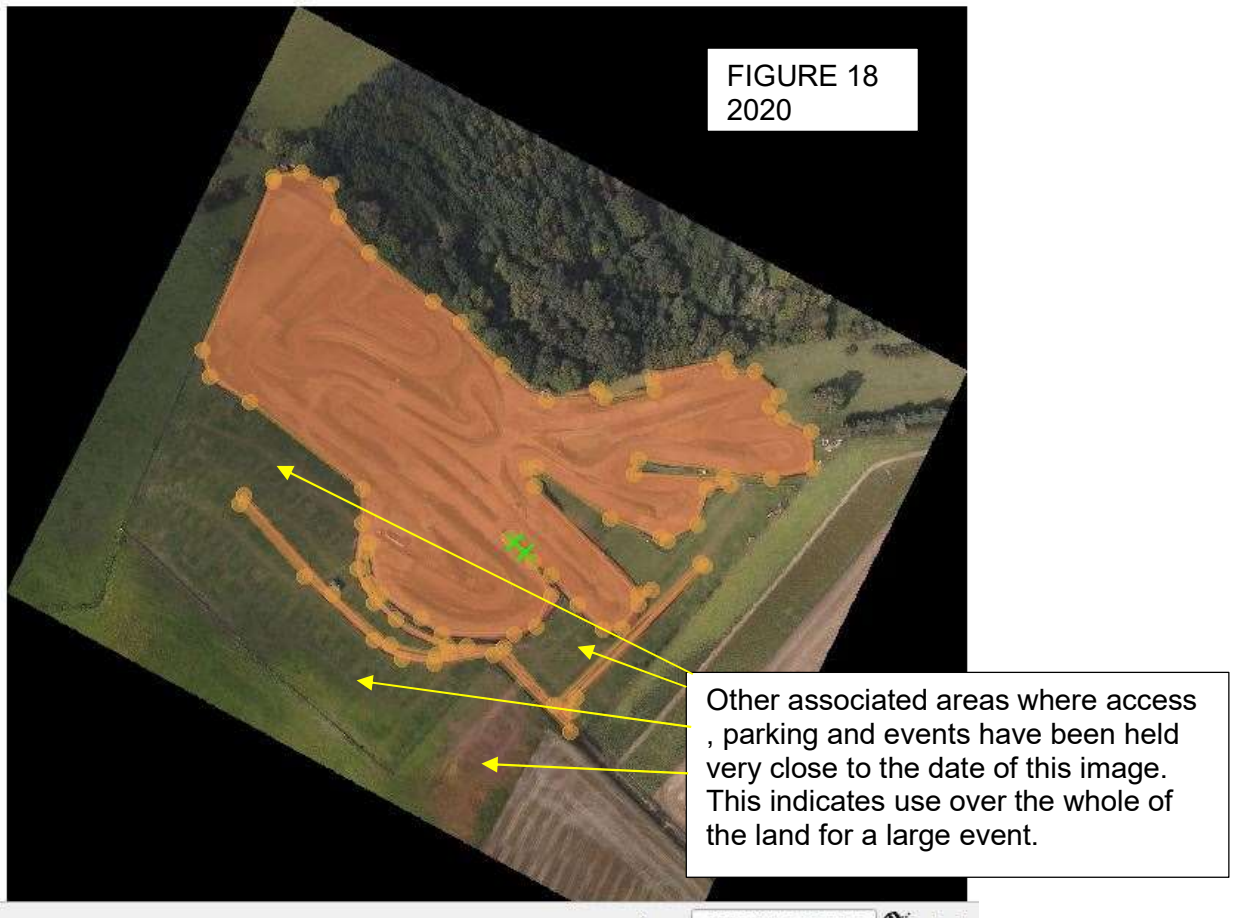 FIGURE 18
2020
Other associated areas where access
, parking and events have been held
very close to the date of this image.
This indicates use over the whole of
the land for a large event.